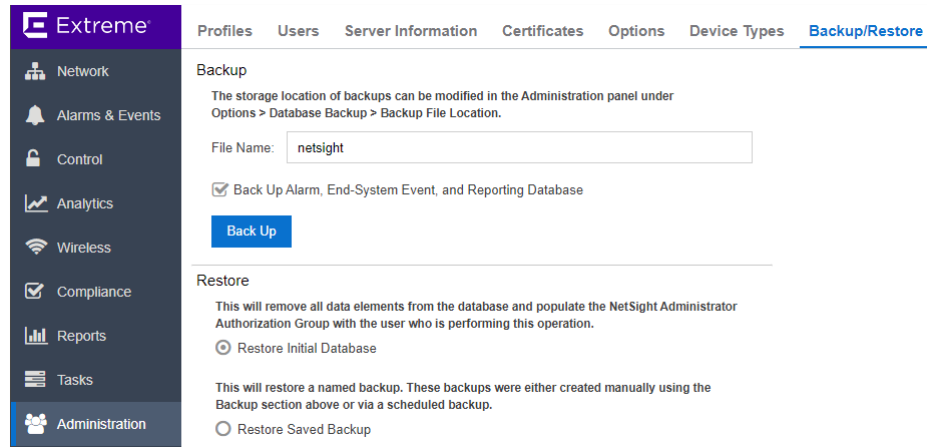 Extreme
Profiles Users Server Information Certificates Options Device Types Backup/Restore
Network
Alarms & Events
Control
Analytics
Wireless
Compliance
Reports
Tasks
Administration
Backup
The storage location of backups can be modified in the Administration panel under
Options > Database Backup > Backup File Location.
File Name: netsight
Back Up Alarm, End-System Event, and Reporting Database
Back Up
Restore
This will remove all data elements from the database and populate the NetSight Administrator
Authorization Group with the user who is performing this operation.
Restore Initial Database
This will restore a named backup. These backups were either created manually using the
Backup section above or via a scheduled backup.
Restore Saved Backup